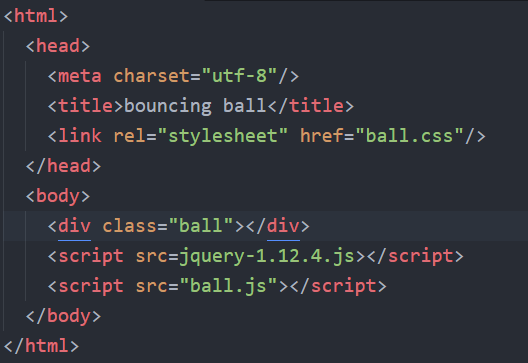 <html>
<head>
<meta charset="utf-8"/>
<title>bouncing ball</title>
<link rel="stylesheet" href="ball.css"/>
</head>
<body>
<div class="ball"></div>
<script src=jquery-1.12.4.js></script>
<script src="ball.js"></script>
</body>
</html>